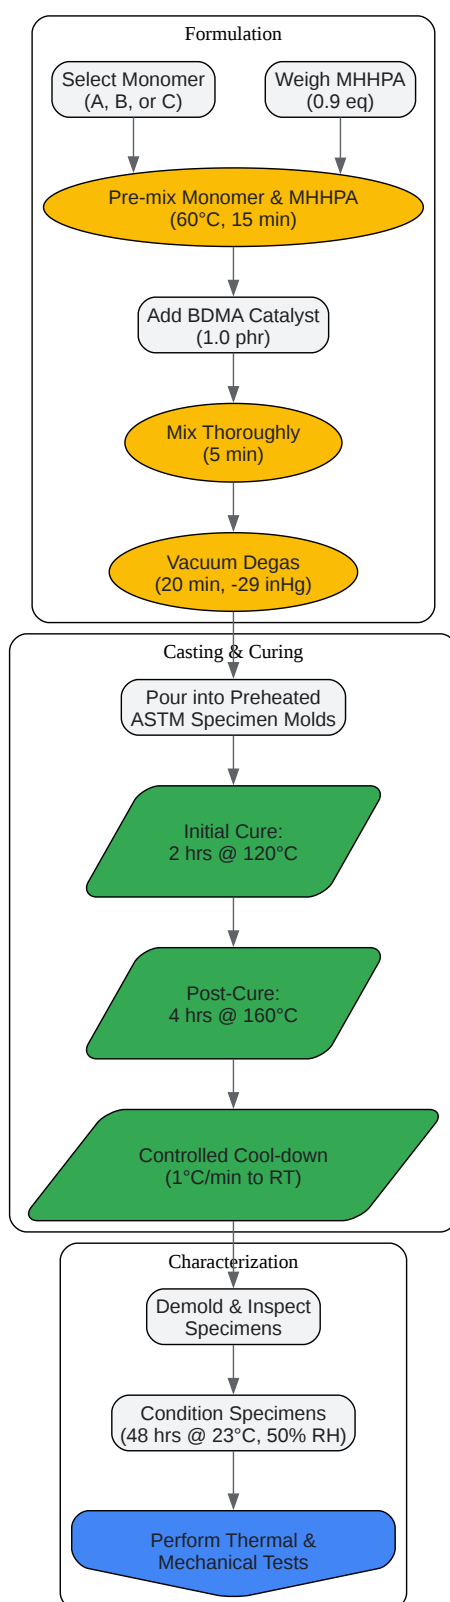 Formulation
Select Monomer
(A, B, or C)
Weigh MHHPA
(0.9 eq)
Pre-mix Monomer & MHHPA
(60°C, 15 min)
Add BDMA Catalyst
(1.0 phr)
Mix Thoroughly
(5 min)
Vacuum Degas
(20 min, -29 inHg)
Casting & Curing
Pour into Preheated
ASTM Specimen Molds
Initial Cure:
2 hrs @ 120°C
Post-Cure:
4 hrs @ 160°C
Controlled Cool-down
(1°C/min to RT)
Characterization
Demold & Inspect
Specimens
Condition Specimens
(48 hrs @ 23°C, 50% RH)
Perform Thermal &
Mechanical Tests